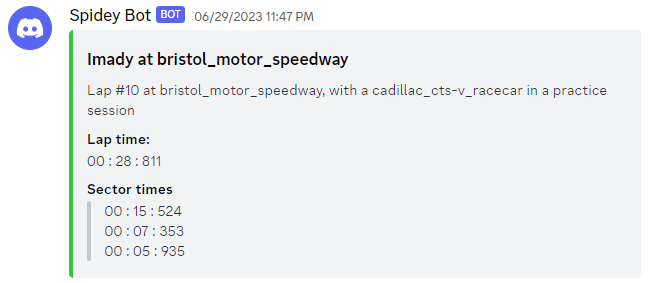 Spidey Bot BOT 06/29/2023 11:47 PM
Imady at bristol_motor_speedway
Lap #10 at bristol_motor_speedway, with a cadillac_cts-v_racecar in a practice
session
Lap time:
00 : 28 : 811
Sector times
00 : 15 : 524
00 : 07 : 353
00 : 05 : 935